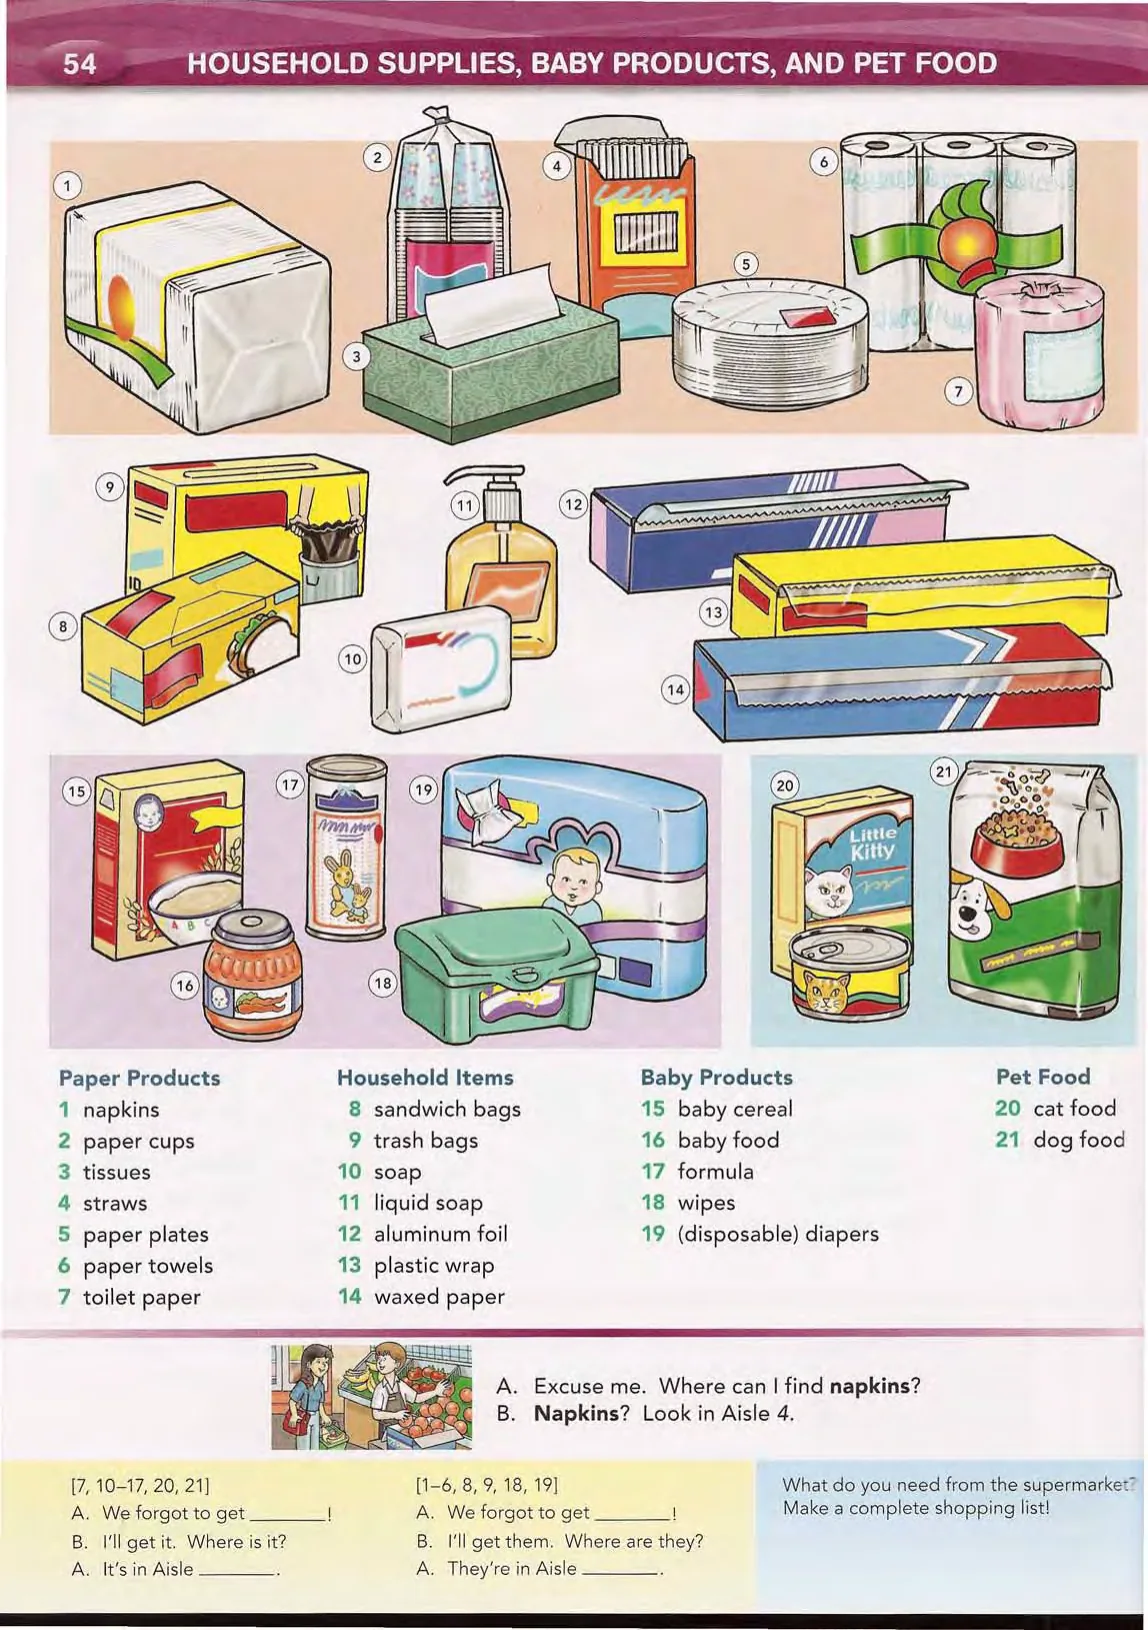 54 HOUSEHOLD SUPPLIES, BABY PRODUCTS, AND PET FOOD
1
2
3
4
5
6
7
8
9
10
11
12
13
14
15
16
17
18
19
20
21
10
A B C
Little
Kitty
Paper Products
1 napkins
2 paper cups
3 tissues
4 straws
5 paper plates
6 paper towels
7 toilet paper
Household Items
8 sandwich bags
9 trash bags
10 soap
11 liquid soap
12 aluminum foil
13 plastic wrap
14 waxed paper
Baby Products
15 baby cereal
16 baby food
17 formula
18 wipes
19 (disposable) diapers
Pet Food
20 cat food
21 dog food
A. Excuse me. Where can I find napkins?
B. Napkins? Look in Aisle 4.
[7, 10–17, 20, 21]
A. We forgot to get ________!
B. I'll get it. Where is it?
A. It's in Aisle ________.
[1–6, 8, 9, 18, 19]
A. We forgot to get ________!
B. I'll get them. Where are they?
A. They're in Aisle ________.
What do you need from the supermarket?
Make a complete shopping list!